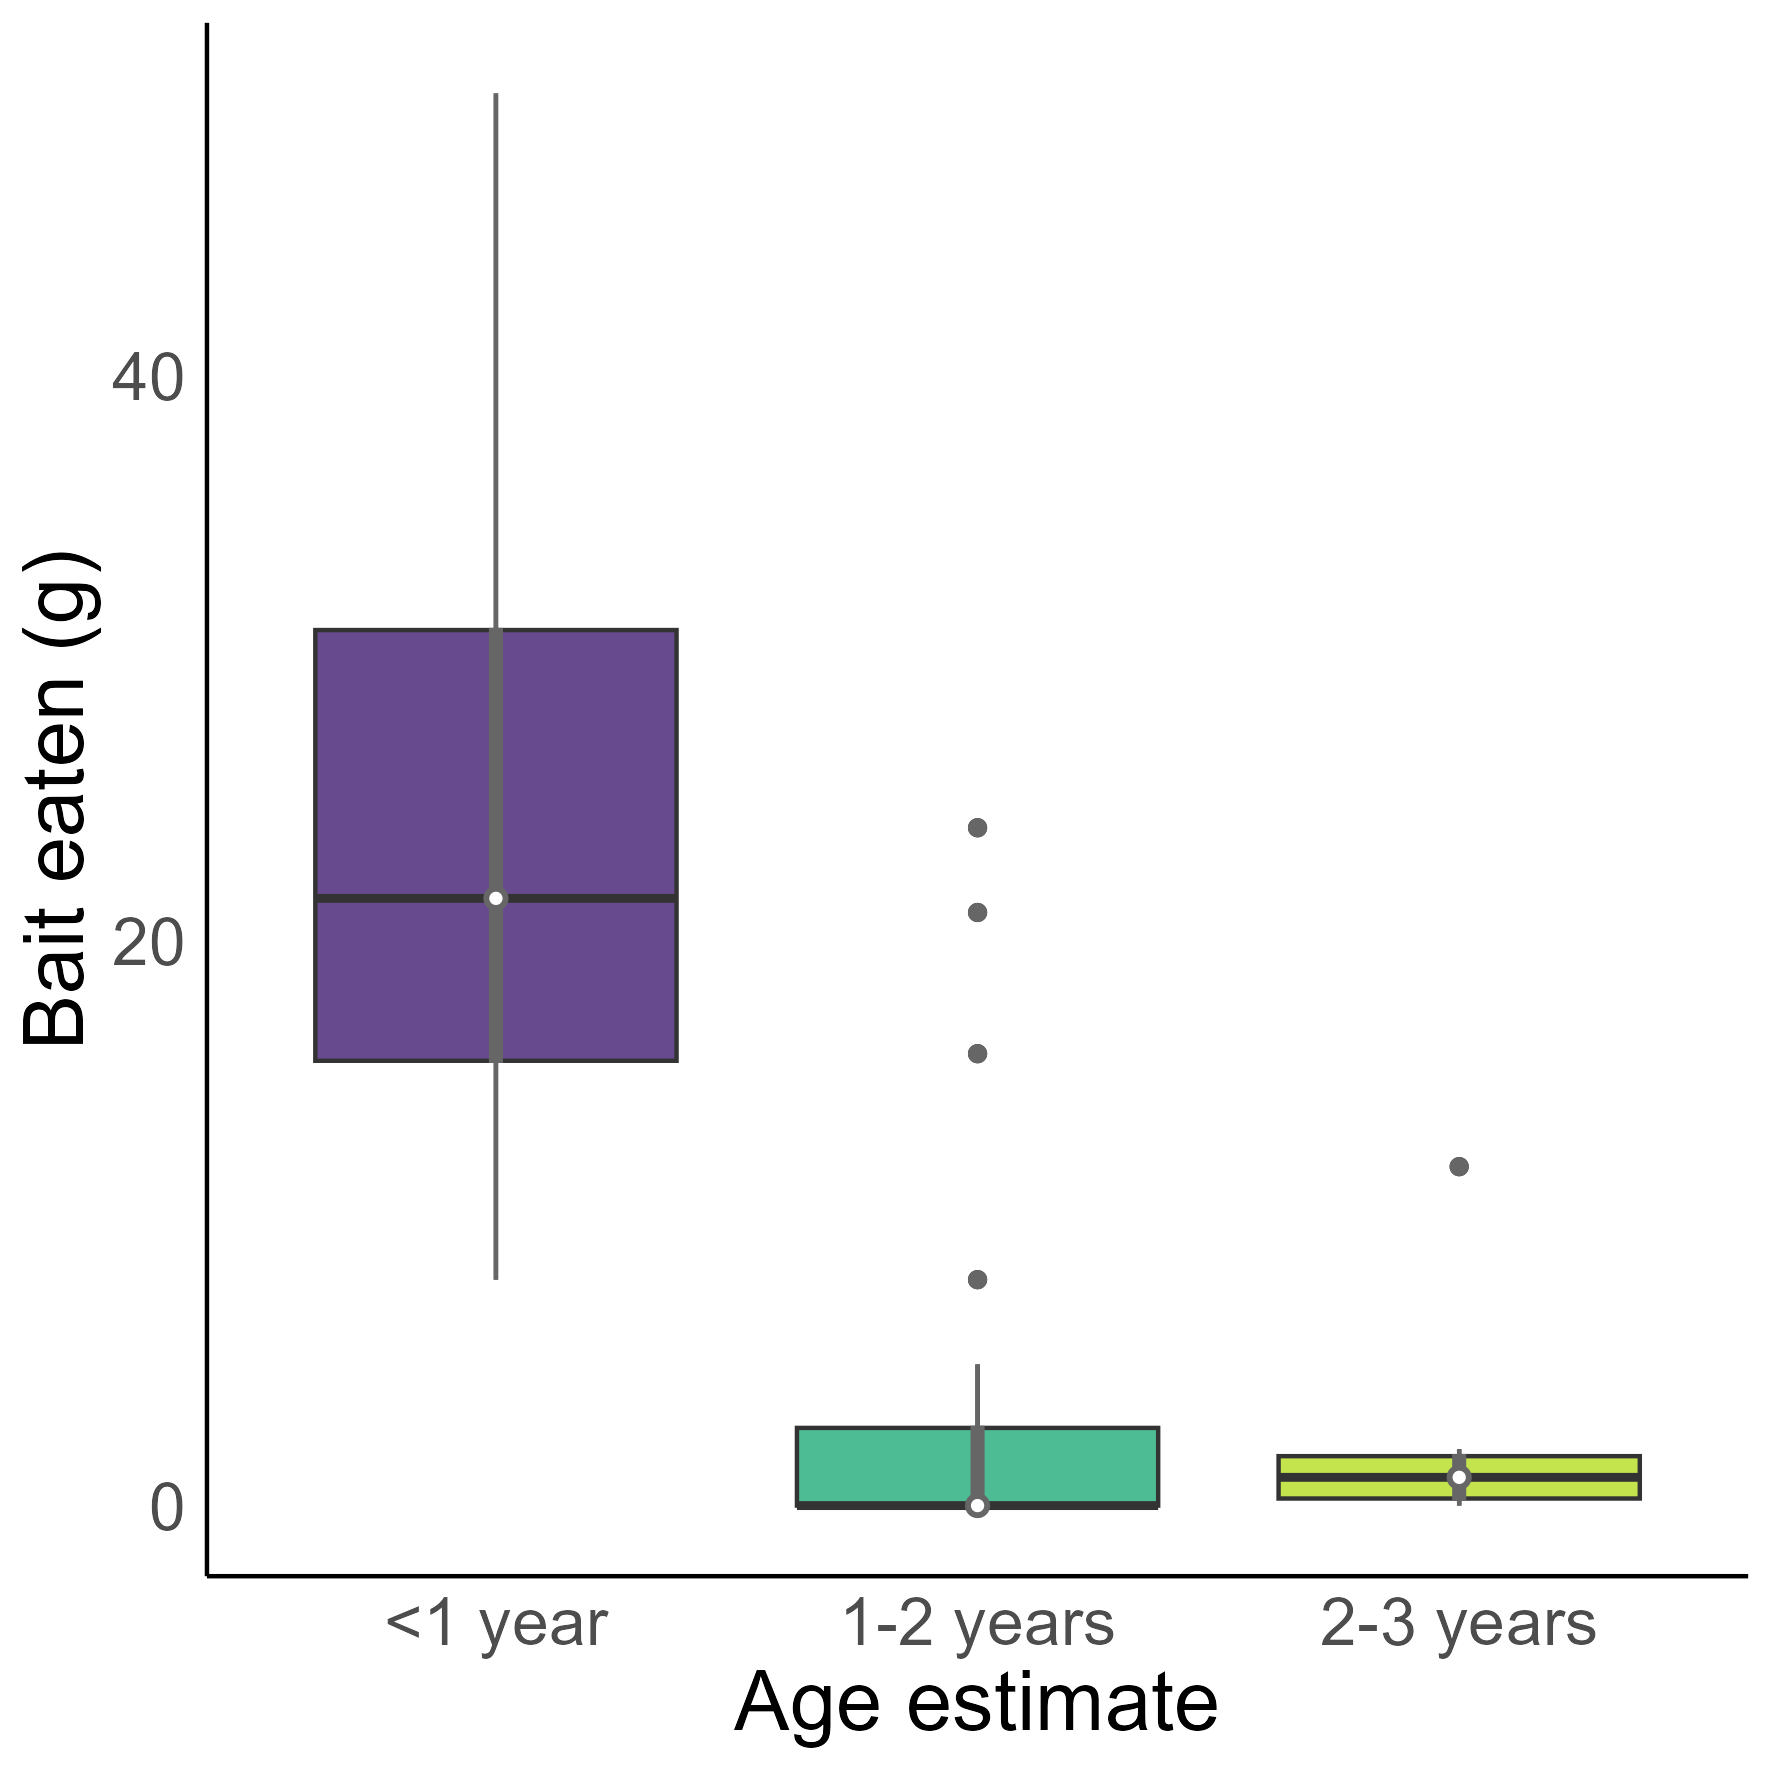 Bait eaten (g)
40
20
0
<1 year
1-2 years
2-3 years
Age estimate